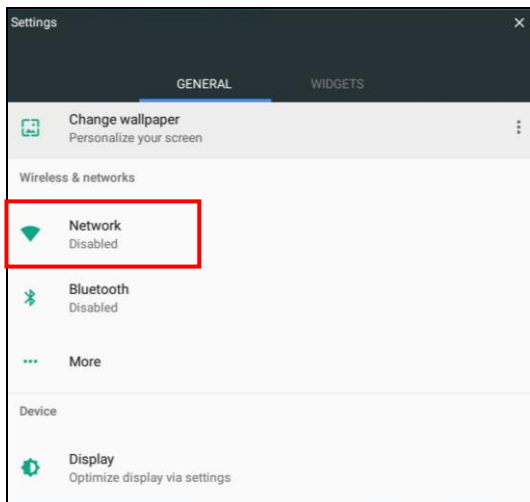 Settings
GENERAL
WIDGETS
Change wallpaper
Personalize your screen
Wireless & networks
Network
Disabled
Bluetooth
Disabled
More
Device
Display
Optimize display via settings